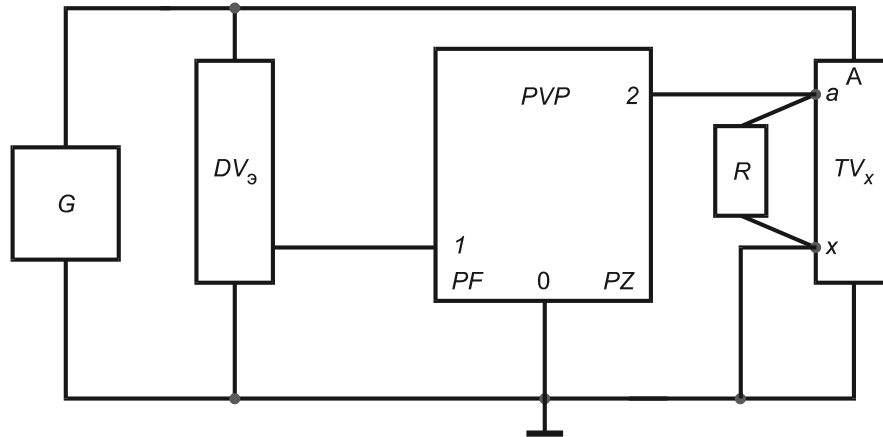 A
PVP 2 a
G DVэ R TVx
1 x
PF 0 PZ